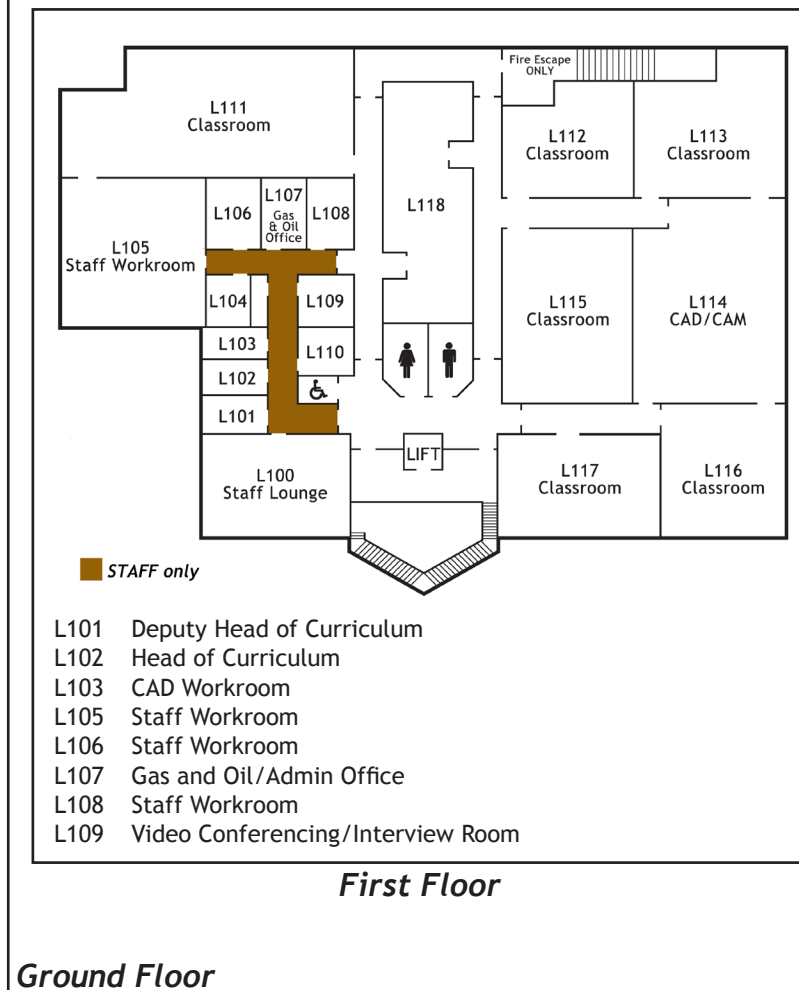 Fire Escape
ONLY
L111
Classroom
L112
Classroom
L113
Classroom
L106
L107
Gas
& Oil
Office
L108
L118
L105
Staff Workroom
L104
L109
L115
Classroom
L114
CAD/CAM
L103
L110
L102
L101
LIFT
L100
Staff Lounge
L117
Classroom
L116
Classroom
STAFF only
L101 Deputy Head of Curriculum
L102 Head of Curriculum
L103 CAD Workroom
L105 Staff Workroom
L106 Staff Workroom
L107 Gas and Oil/Admin Office
L108 Staff Workroom
L109 Video Conferencing/Interview Room
First Floor
Ground Floor